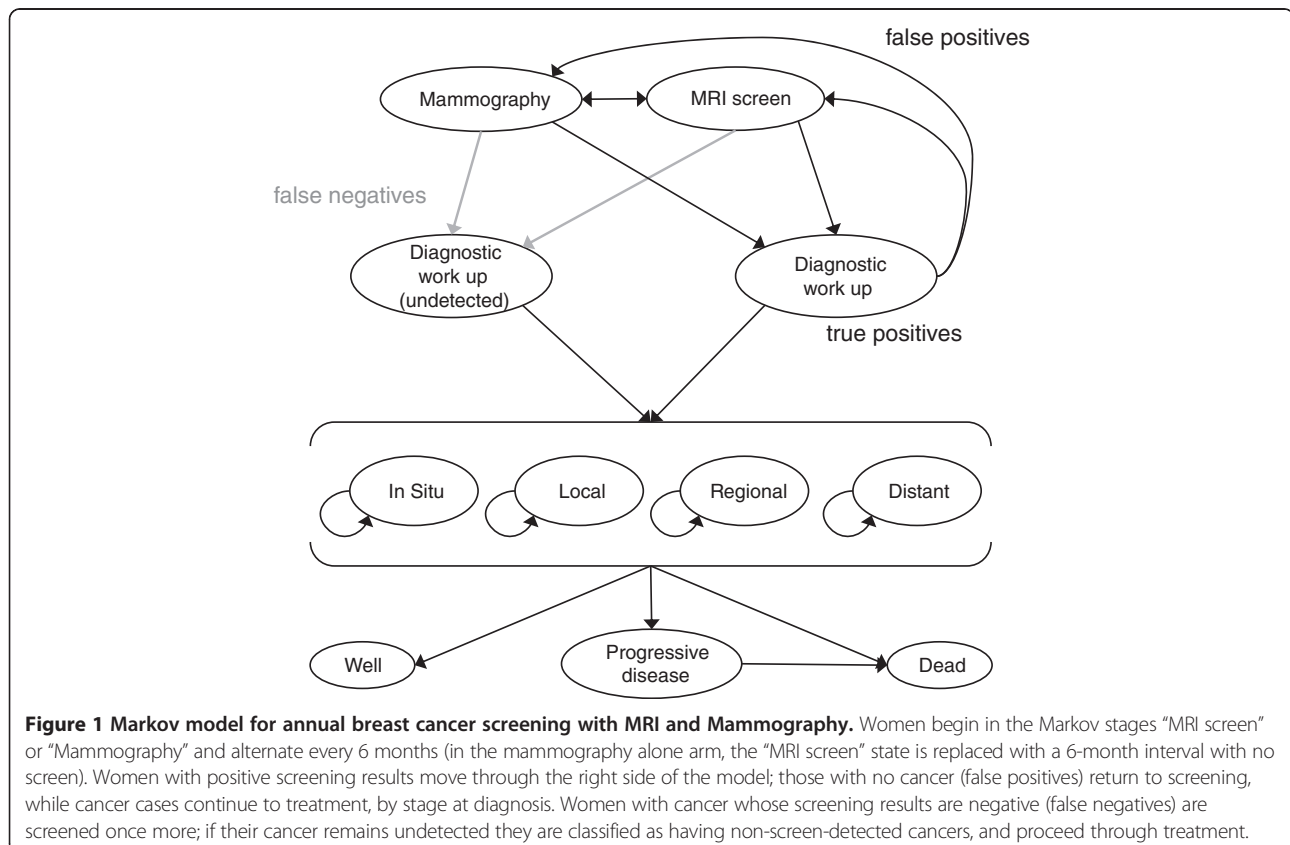 false positives
Mammography
MRI screen
false negatives
Diagnostic
work up
(undetected)
Diagnostic
work up
true positives
In Situ
Local
Regional
Distant
Well
Progressive
disease
Dead
Figure 1 Markov model for annual breast cancer screening with MRI and Mammography. Women begin in the Markov stages “MRI screen”
or “Mammography” and alternate every 6 months (in the mammography alone arm, the “MRI screen” state is replaced with a 6-month interval with no
screen). Women with positive screening results move through the right side of the model; those with no cancer (false positives) return to screening,
while cancer cases continue to treatment, by stage at diagnosis. Women with cancer whose screening results are negative (false negatives) are
screened once more; if their cancer remains undetected they are classified as having non-screen-detected cancers, and proceed through treatment.